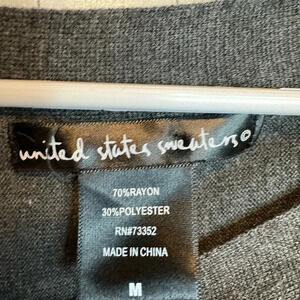 united states sweaters©
70%RAYON
30%POLYESTER
RN#73352
MADE IN CHINA
M